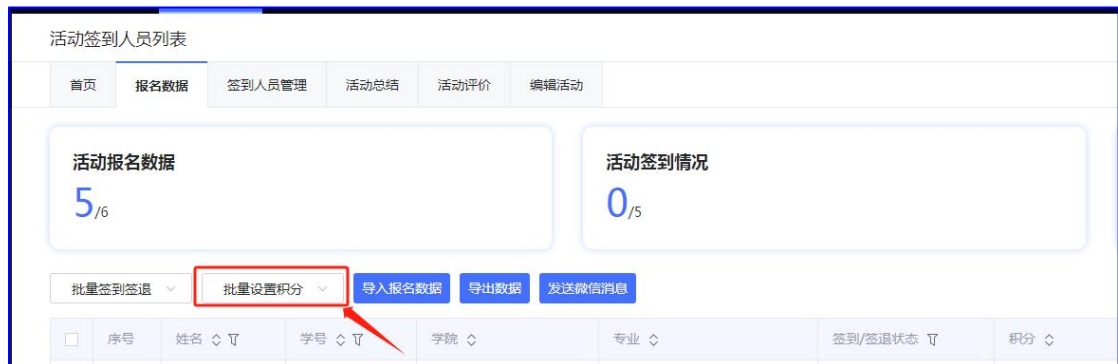 活动签到人员列表
首页 报名数据 签到人员管理 活动总结 活动评价 编辑活动
活动报名数据 活动签到情况
5/6 0/5
批量签到签退 批量设置积分 导入报名数据 导出数据 发送微信消息
序号 姓名 学号 学院 专业 签到/签退状态 积分